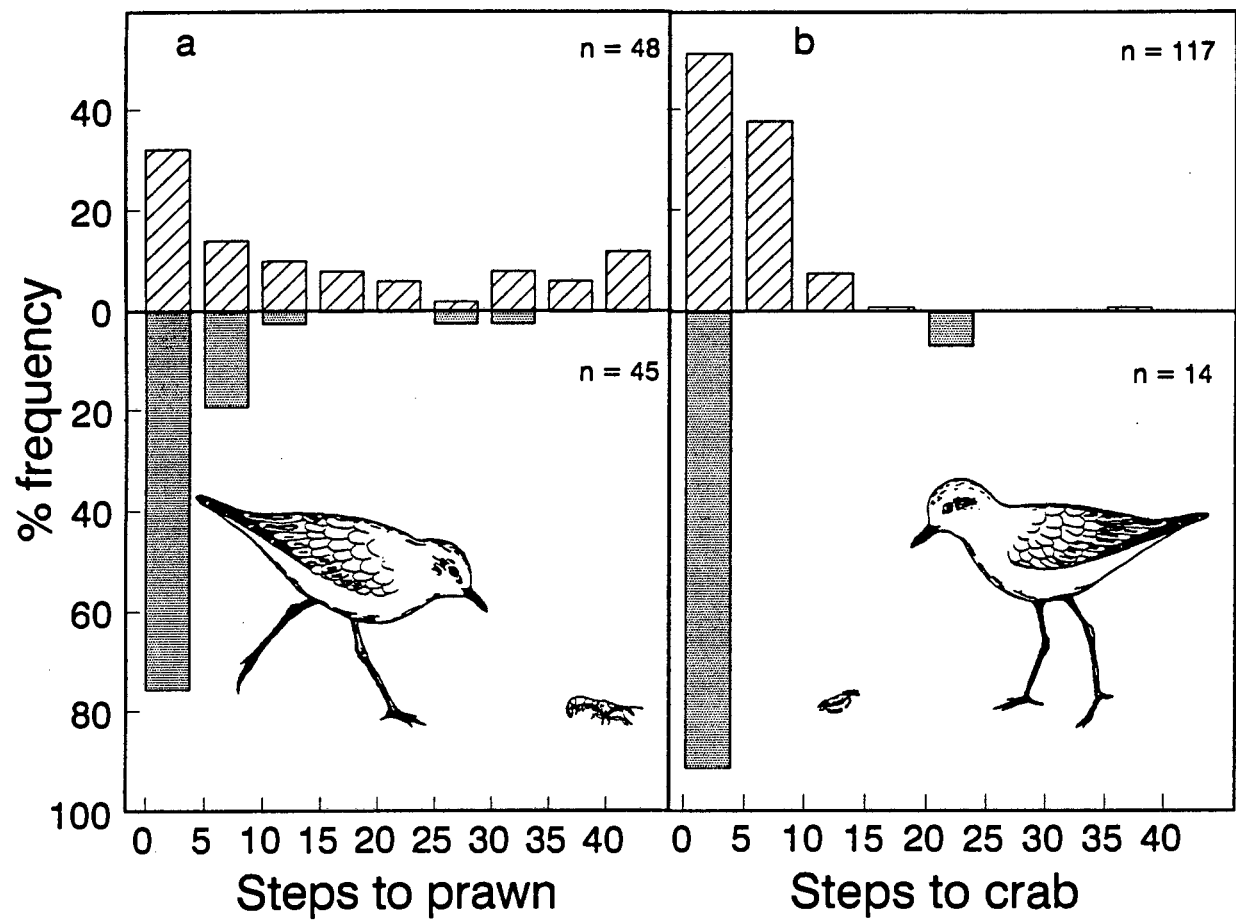 a
n = 48
b
n = 117
40
20
0
20
40
60
80
100
% frequency
n = 45
n = 14
0 5 10 15 20 25 30 35 40
0 5 10 15 20 25 30 35 40
Steps to prawn
Steps to crab